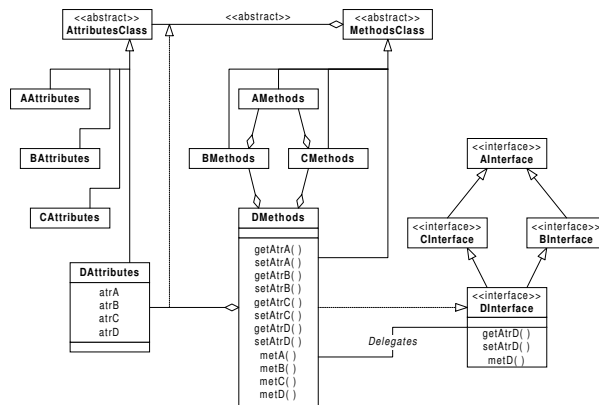 <<abstract>>
AttributesClass
<<abstract>>
<<abstract>>
MethodsClass
AAttributes
BAttributes
CAttributes
AMethods
BMethods
CMethods
<<interface>>
AInterface
<<interface>>
CInterface
<<interface>>
BInterface
DAttributes
atrA
atrB
atrC
atrD
DMethods
getAtrA( )
setAtrA( )
getAtrB( )
setAtrB( )
getAtrC( )
setAtrC( )
getAtrD( )
setAtrD( )
metA( )
metB( )
metC( )
metD( )
Delegates
<<interface>>
DInterface
getAtrD( )
setAtrD( )
metD( )